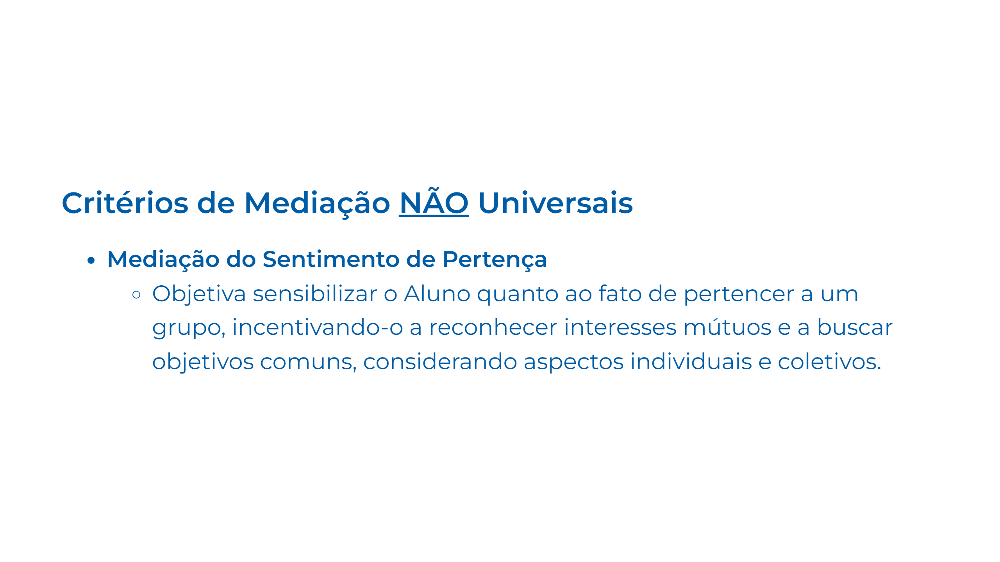 Critérios de Mediação NÃO Universais
• Mediação do Sentimento de Pertença
○ Objetiva sensibilizar o Aluno quanto ao fato de pertencer a um
grupo, incentivando-o a reconhecer interesses mútuos e a buscar
objetivos comuns, considerando aspectos individuais e coletivos.